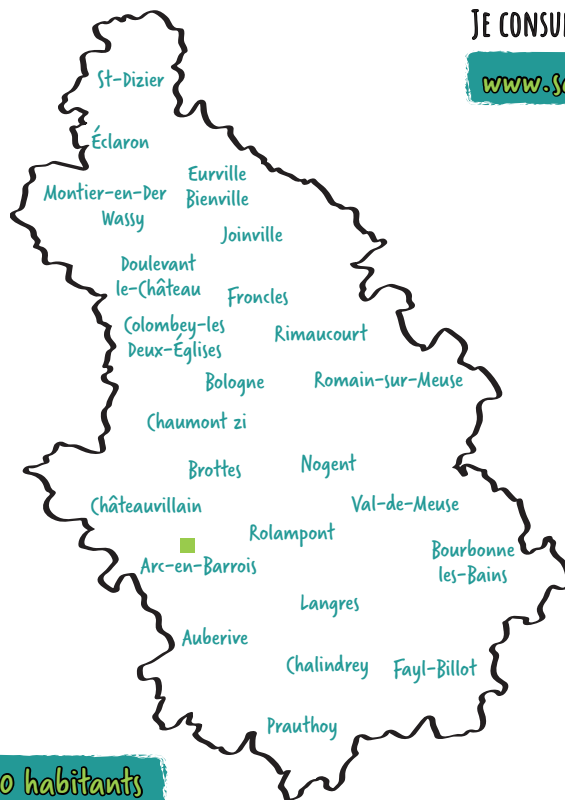 Je consu
www.s
St-Dizier
Éclaron
Eurville
Bienville
Montier-en-Der
Wassy
Joinville
Doulevant
le-Château
Froncles
Colombey-les
Deux-Églises
Rimaucourt
Bologne
Romain-sur-Meuse
Chaumont zi
Brottes
Nogent
Châteauvillain
Val-de-Meuse
Rolampont
Bourbonne
les-Bains
Arc-en-Barrois
Langres
Auberive
Chalindrey
Fayl-Billot
Prauthoy
0 habitants